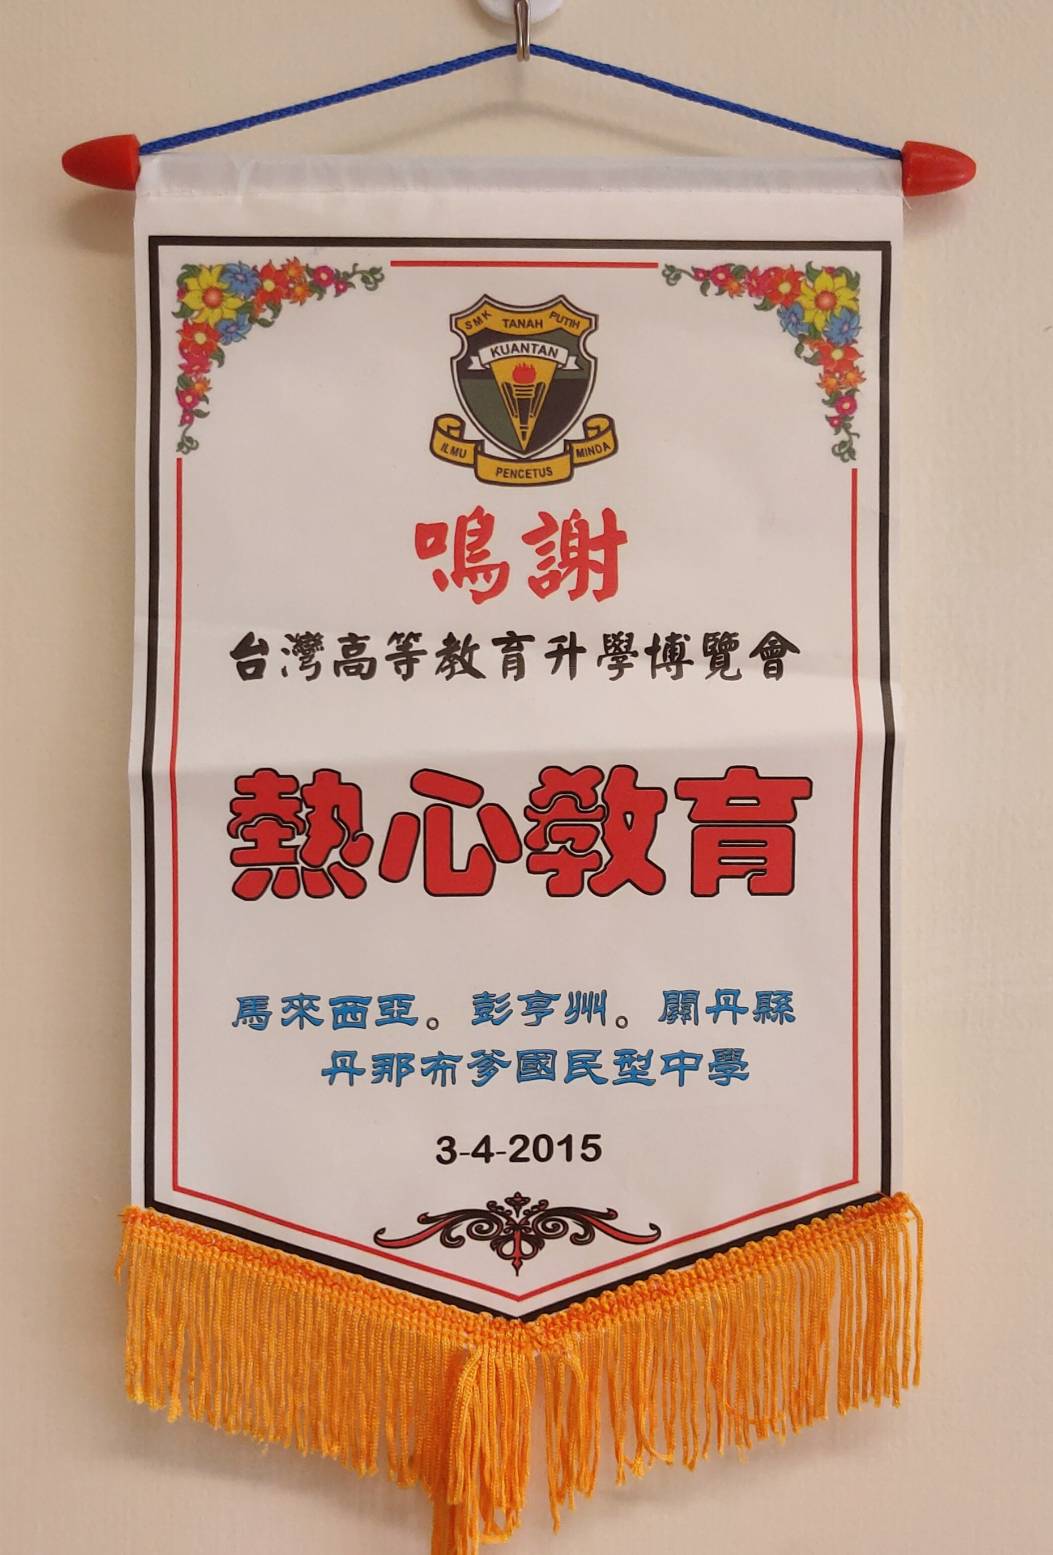 SMK TANAH PUTIH
KUANTAN
ILMU PENCETUS MINDA
鳴謝
台灣高等教育升學博覽會
熱心教育
馬來西亞。彭亨州。關丹縣
丹那布爹國民型中學
3-4-2015